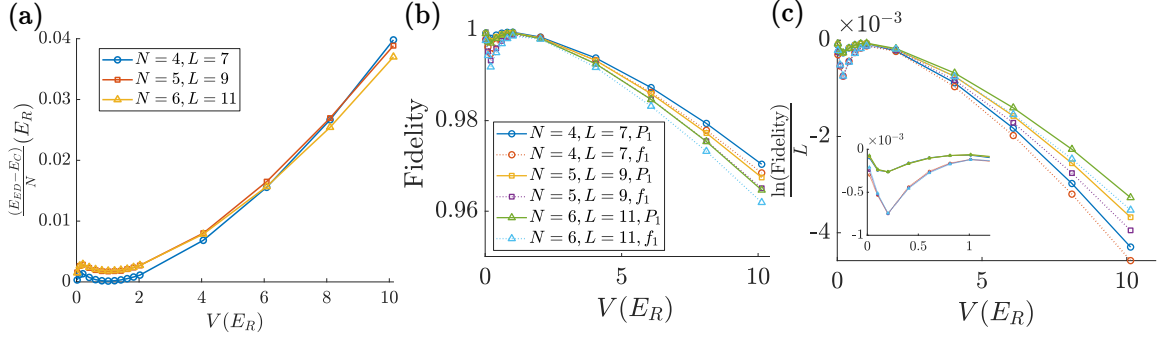 (a)
0.04
0.03
0.02
0.01
0
(E_{ED}-E_{C})/N (E_R)
N = 4, L = 7
N = 5, L = 9
N = 6, L = 11
0 2 4 6 8 10
V(E_R)
(b)
1
0.98
0.96
Fidelity
N = 4, L = 7, P_1
N = 4, L = 7, f_1
N = 5, L = 9, P_1
N = 5, L = 9, f_1
N = 6, L = 11, P_1
N = 6, L = 11, f_1
0 5 10
V(E_R)
(c)
×10^{-3}
0
-2
-4
ln(Fidelity)/L
×10^{-3}
0
-0.5
-1
0 0.5 1
0 5 10
V(E_R)